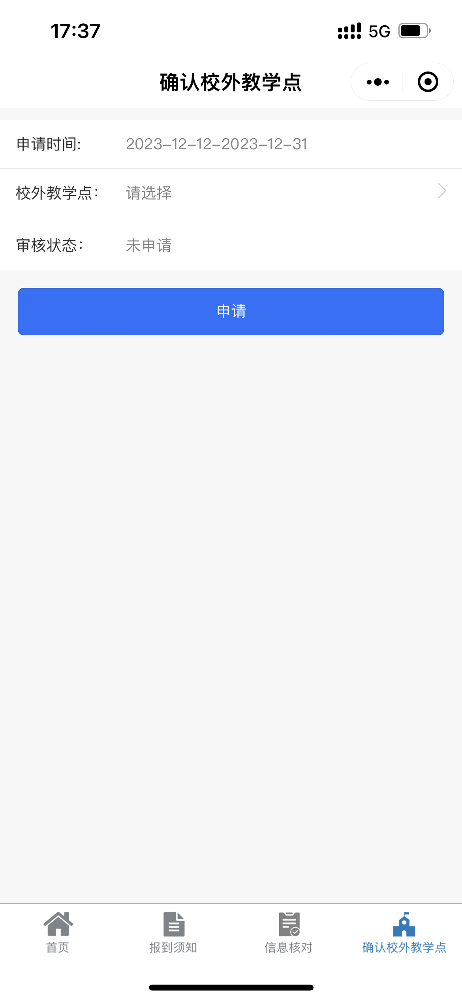 17:37
5G
确认校外教学点
申请时间: 2023-12-12-2023-12-31
校外教学点： 请选择
审核状态： 未申请
申请
首页 报到须知 信息核对 确认校外教学点